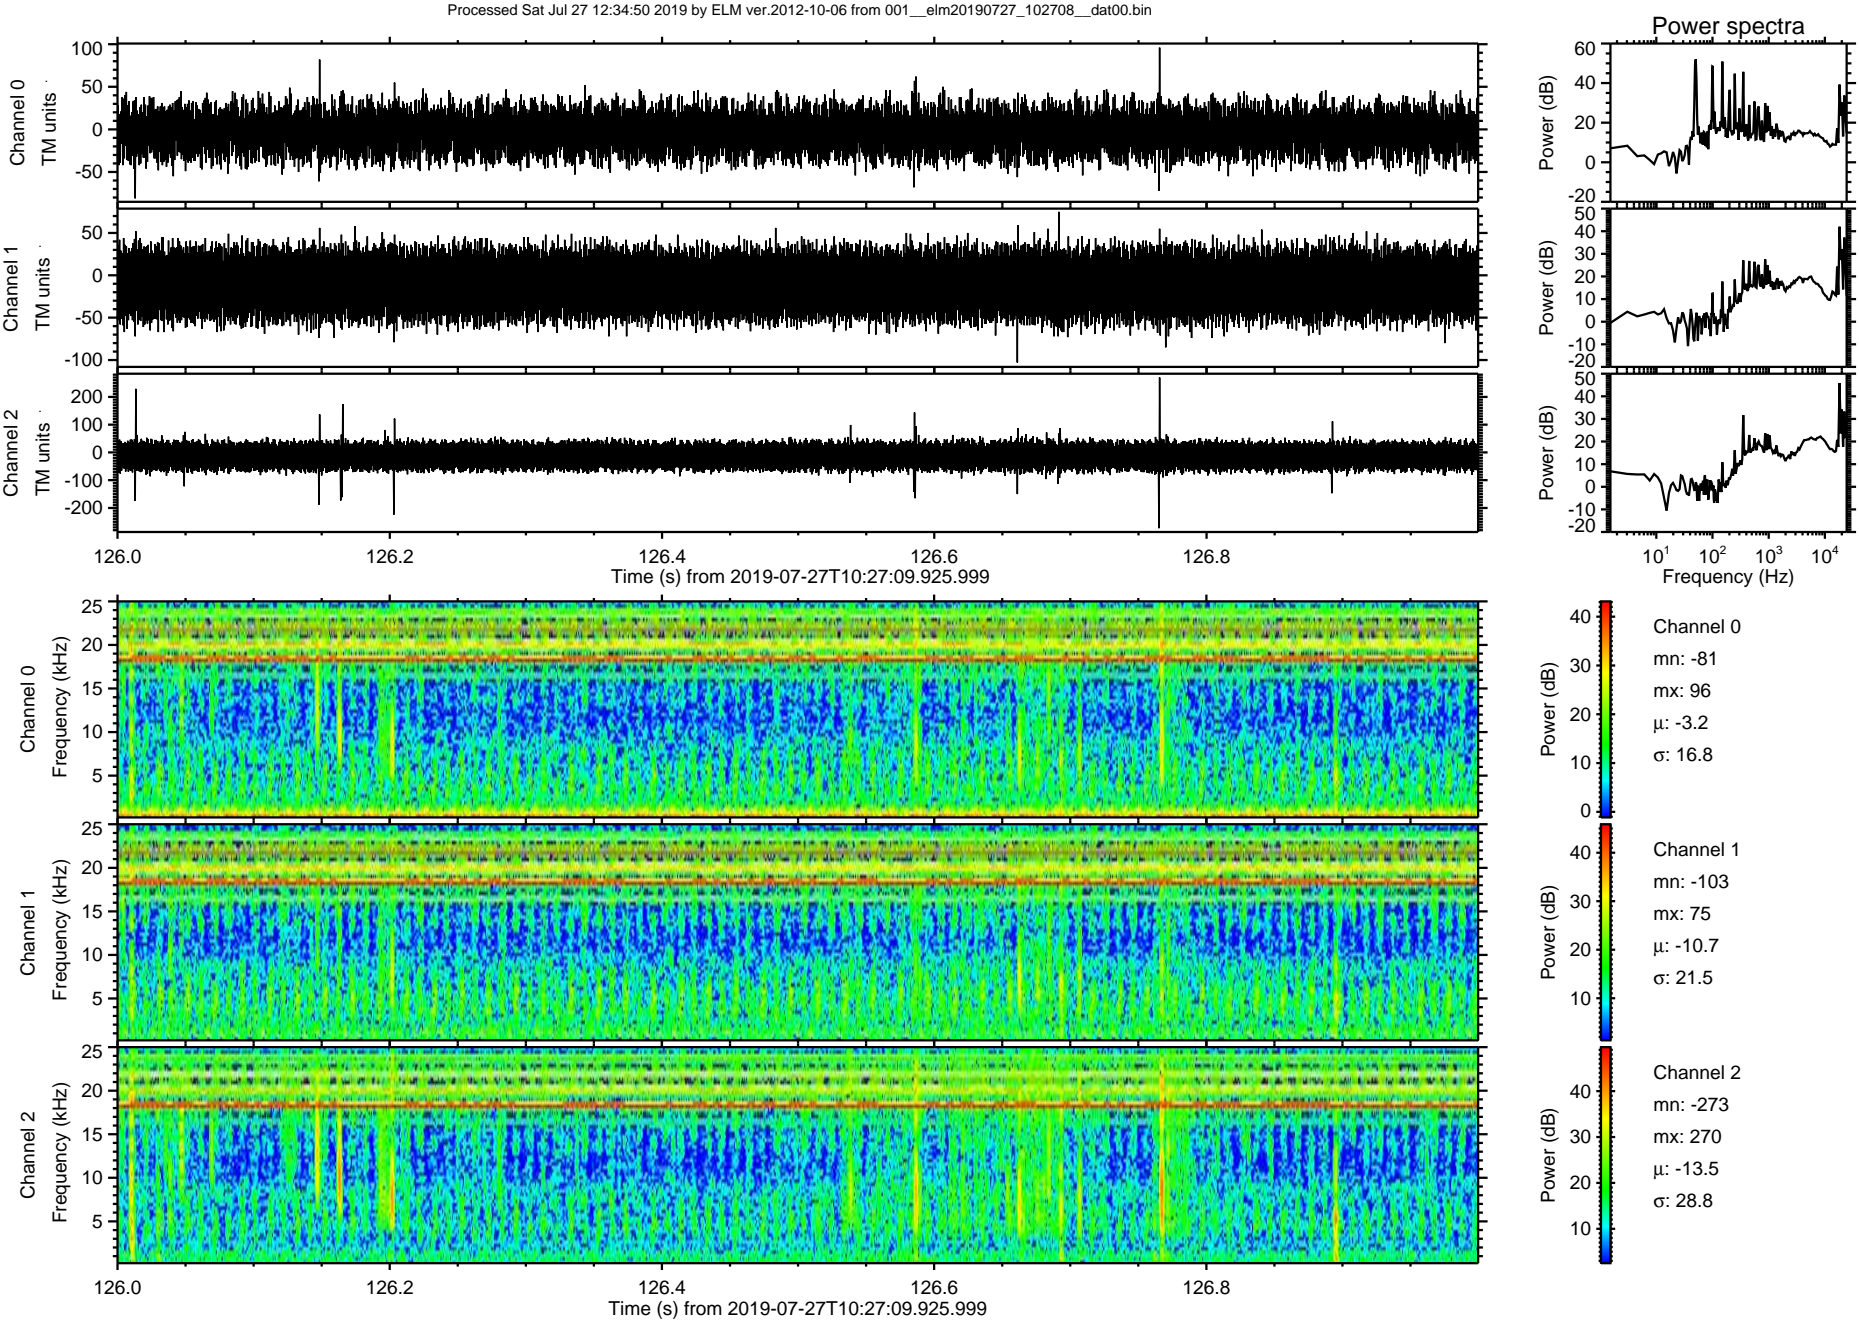 Processed Sat Jul 27 12:34:50 2019 by ELM ver.2012-10-06 from 001__elm20190727_102708__dat00.bin
Power spectra
Channel 0
TM units
100
50
0
-50
Power (dB)
60
40
20
0
-20
Channel 1
TM units
50
0
-50
-100
Power (dB)
50
40
30
20
10
0
-10
-20
Channel 2
TM units
200
100
0
-100
-200
Power (dB)
50
40
30
20
10
0
-10
-20
126.0 126.2 126.4 126.6 126.8
Time (s) from 2019-07-27T10:27:09.925.999
10¹ 10² 10³ 10⁴
Frequency (Hz)
Channel 0
Frequency (kHz)
25
20
15
10
5
Power (dB)
40
30
20
10
0
Channel 0
mn: -81
mx: 96
μ: -3.2
σ: 16.8
Channel 1
Frequency (kHz)
25
20
15
10
5
Power (dB)
40
30
20
10
Channel 1
mn: -103
mx: 75
μ: -10.7
σ: 21.5
Channel 2
Frequency (kHz)
25
20
15
10
5
Power (dB)
40
30
20
10
Channel 2
mn: -273
mx: 270
μ: -13.5
σ: 28.8
126.0 126.2 126.4 126.6 126.8
Time (s) from 2019-07-27T10:27:09.925.999